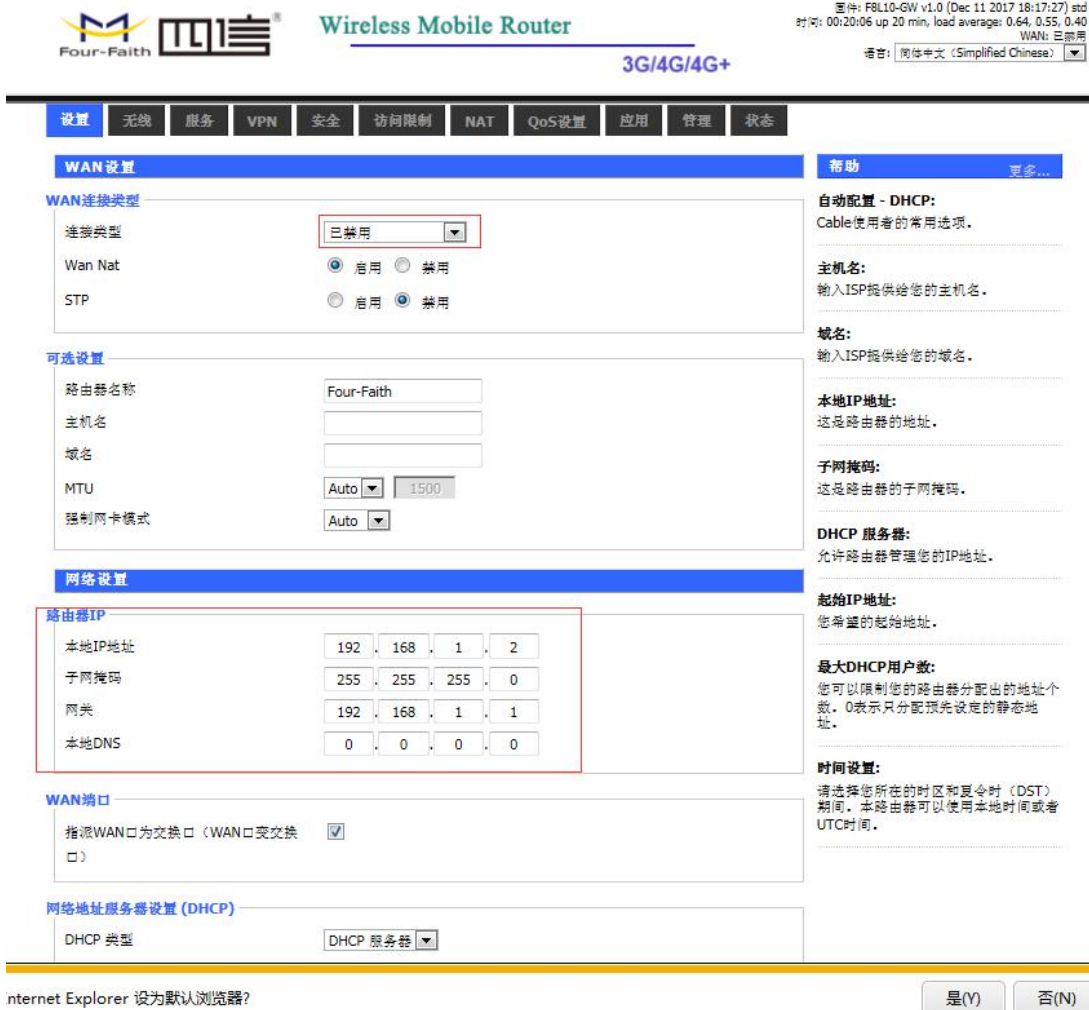 Four-Faith 四信®
Wireless Mobile Router
3G/4G/4G+
固件: F8L10-GW v1.0 (Dec 11 2017 18:17:27) std
时间: 00:20:06 up 20 min, load average: 0.64, 0.55, 0.40
WAN: 已禁用
语言: 简体中文 (Simplified Chinese)
设置 无线 服务 VPN 安全 访问限制 NAT QoS设置 应用 管理 状态
WAN设置
WAN连接类型
连接类型 已禁用
Wan Nat 启用 禁用
STP 启用 禁用
可选设置
路由器名称 Four-Faith
主机名
域名
MTU Auto 1500
强制网卡模式 Auto
网络设置
路由器IP
本地IP地址 192 . 168 . 1 . 2
子网掩码 255 . 255 . 255 . 0
网关 192 . 168 . 1 . 1
本地DNS 0 . 0 . 0 . 0
WAN端口
指派WAN口为交换口（WAN口变交换
口）
网络地址服务器设置 (DHCP)
DHCP 类型 DHCP 服务器
帮助 更多...
自动配置 - DHCP:
Cable使用者的常用选项。
主机名:
输入ISP提供给您的主机名。
域名:
输入ISP提供给您的域名。
本地IP地址:
这是路由器的地址。
子网掩码:
这是路由器的子网掩码。
DHCP 服务器:
允许路由器管理您的IP地址。
起始IP地址:
您希望的起始地址。
最大DHCP用户数:
您可以限制您的路由器分配出的地址个
数。0表示只分配预先设定的静态地
址。
时间设置:
请选择您所在的时区和夏令时（DST）
期间。本路由器可以使用本地时间或者
UTC时间。
nternet Explorer 设为默认浏览器?
是(Y) 否(N)